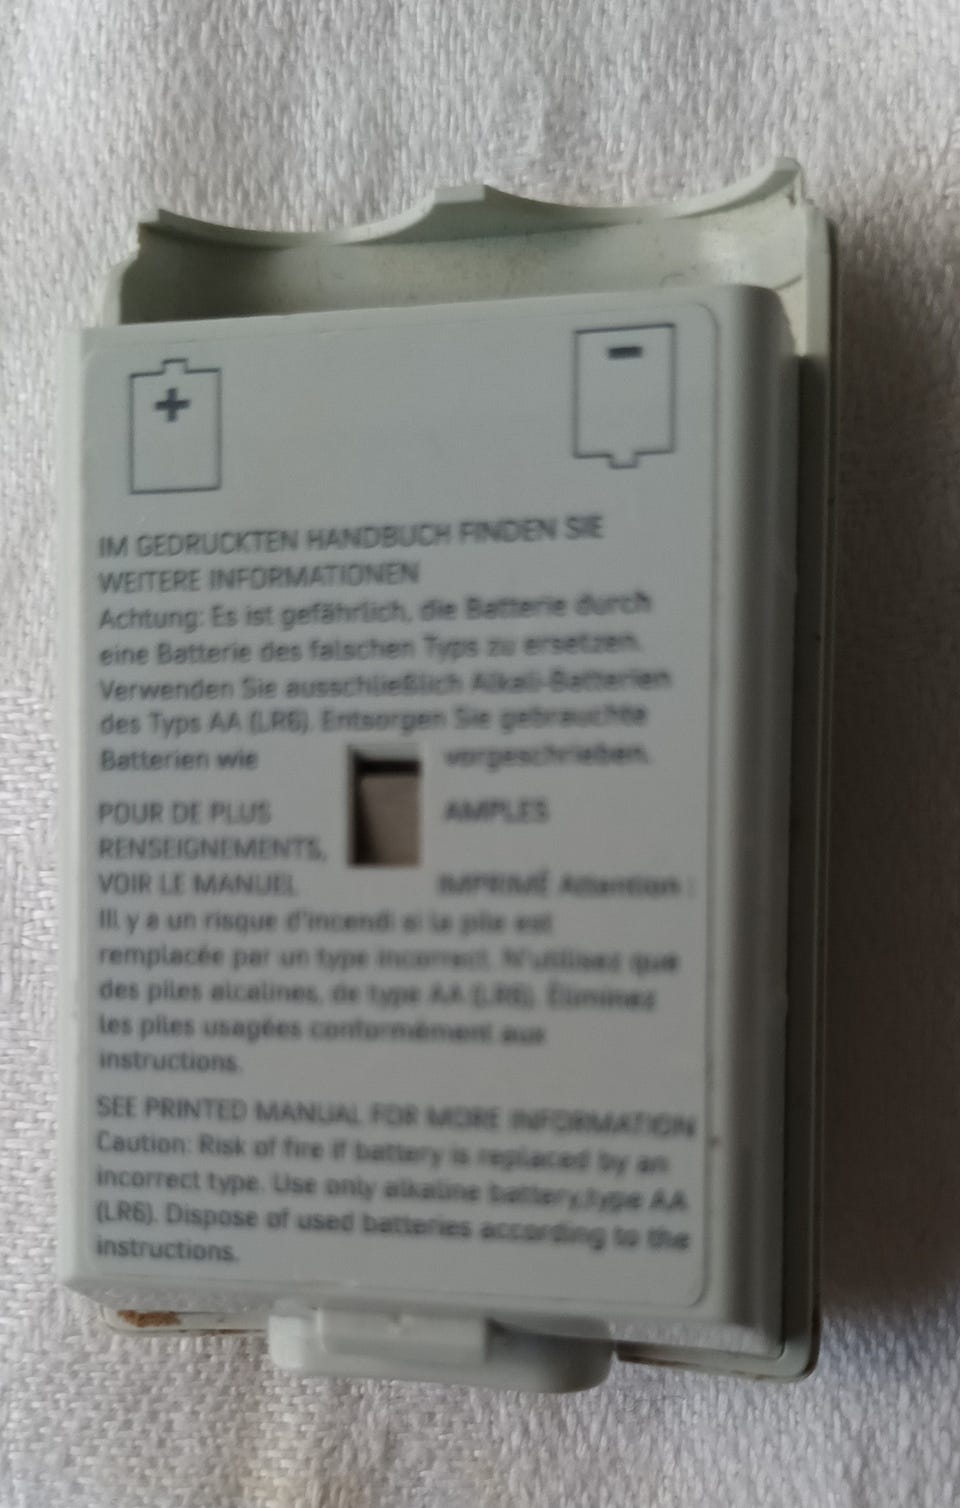 +
-
IM GEDRUCKTEN HANDBUCH FINDEN SIE
WEITERE INFORMATIONEN
Achtung: Es ist gefährlich, die Batterie durch
eine Batterie des falschen Typs zu ersetzen.
Verwenden Sie ausschließlich Alkali-Batterien
des Typs AA (LR6). Entsorgen Sie gebrauchte
Batterien wie vorgeschrieben.
POUR DE PLUS AMPLES
RENSEIGNEMENTS,
VOIR LE MANUEL IMPRIMÉ Attention :
Ill y a un risque d'incendi si la pile est
remplacée par un type incorrect. N'utilisez que
des piles alcalines, de type AA (LR6). Éliminez
les piles usagées conformément aux
instructions.
SEE PRINTED MANUAL FOR MORE INFORMATION
Caution: Risk of fire if battery is replaced by an
incorrect type. Use only alkaline battery,type AA
(LR6). Dispose of used batteries according to the
instructions.